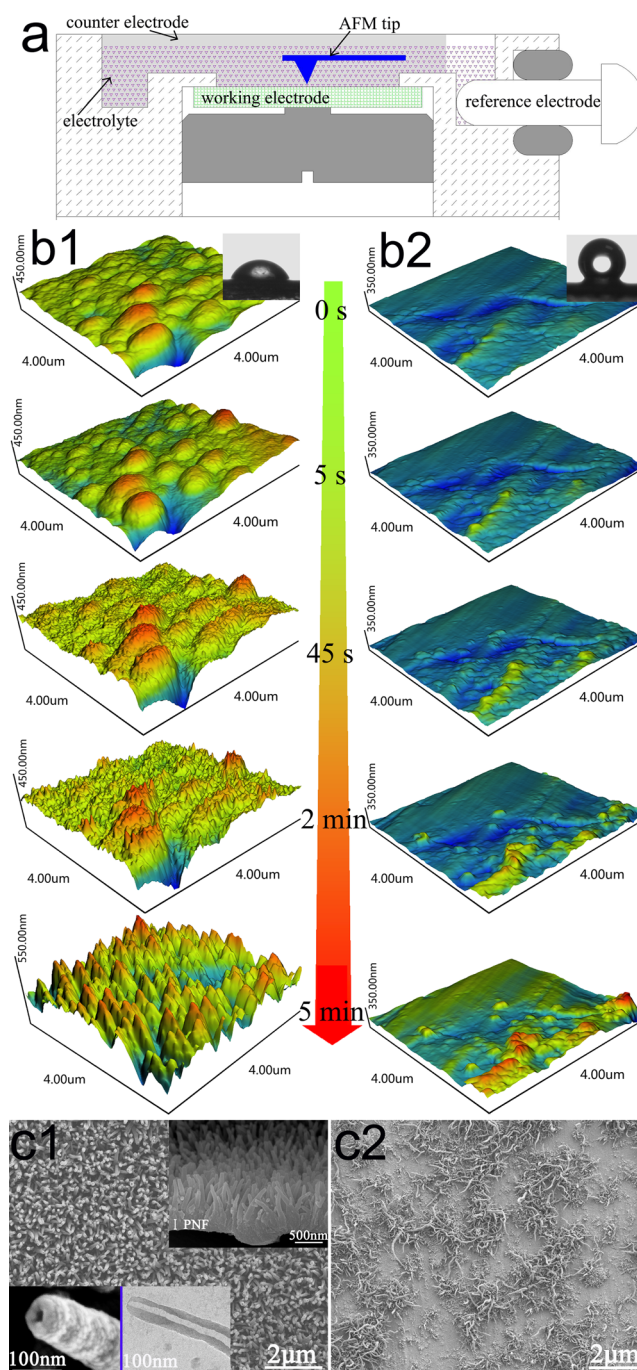 a
counter electrode
AFM tip
electrolyte
working electrode
reference electrode
b1
b2
450.00nm
4.00um
4.00um
0 s
350.00nm
4.00um
4.00um
450.00nm
4.00um
4.00um
5 s
350.00nm
4.00um
4.00um
450.00nm
4.00um
4.00um
45 s
350.00nm
4.00um
4.00um
450.00nm
4.00um
4.00um
2 min
350.00nm
4.00um
4.00um
550.00nm
4.00um
4.00um
5 min
350.00nm
4.00um
4.00um
c1
PNF
500nm
100nm
100nm
2μm
c2
2μm